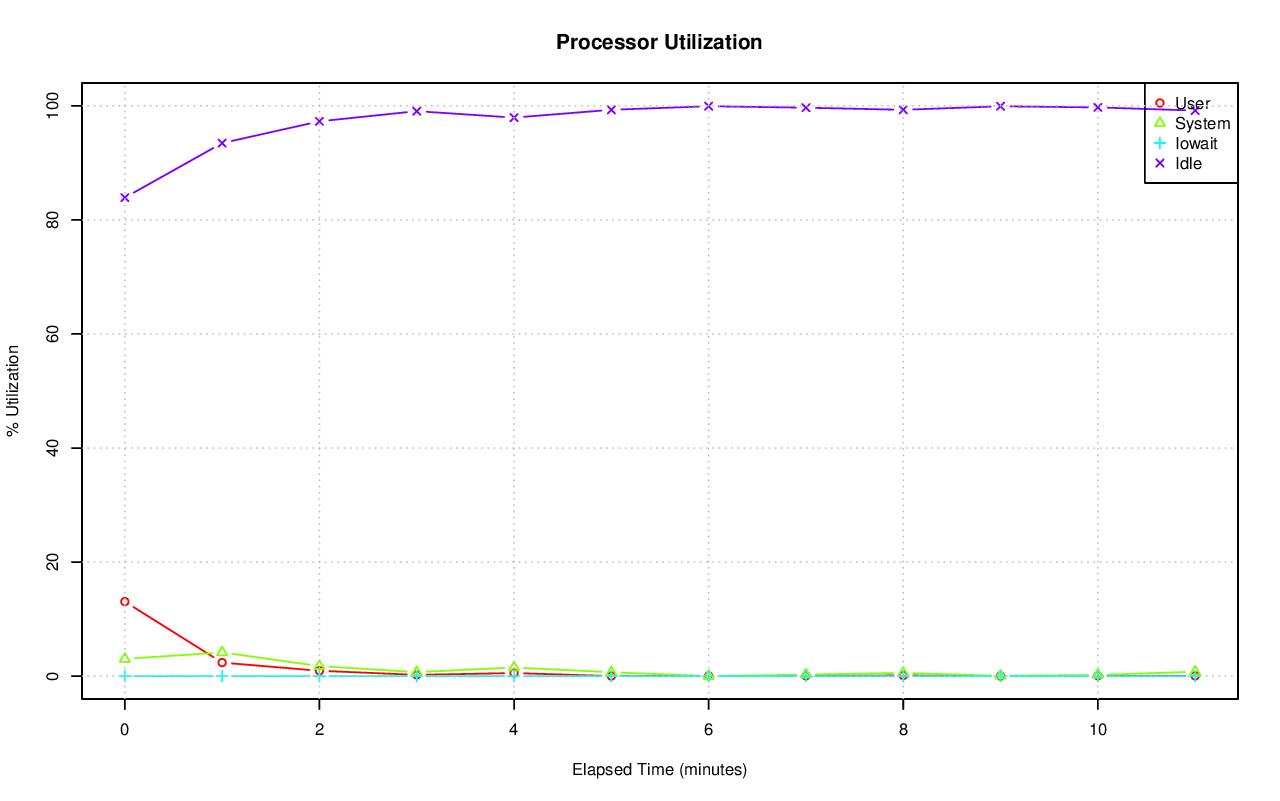 Processor Utilization
% Utilization
100
80
60
40
20
0
User
System
Iowait
Idle
0 2 4 6 8 10
Elapsed Time (minutes)